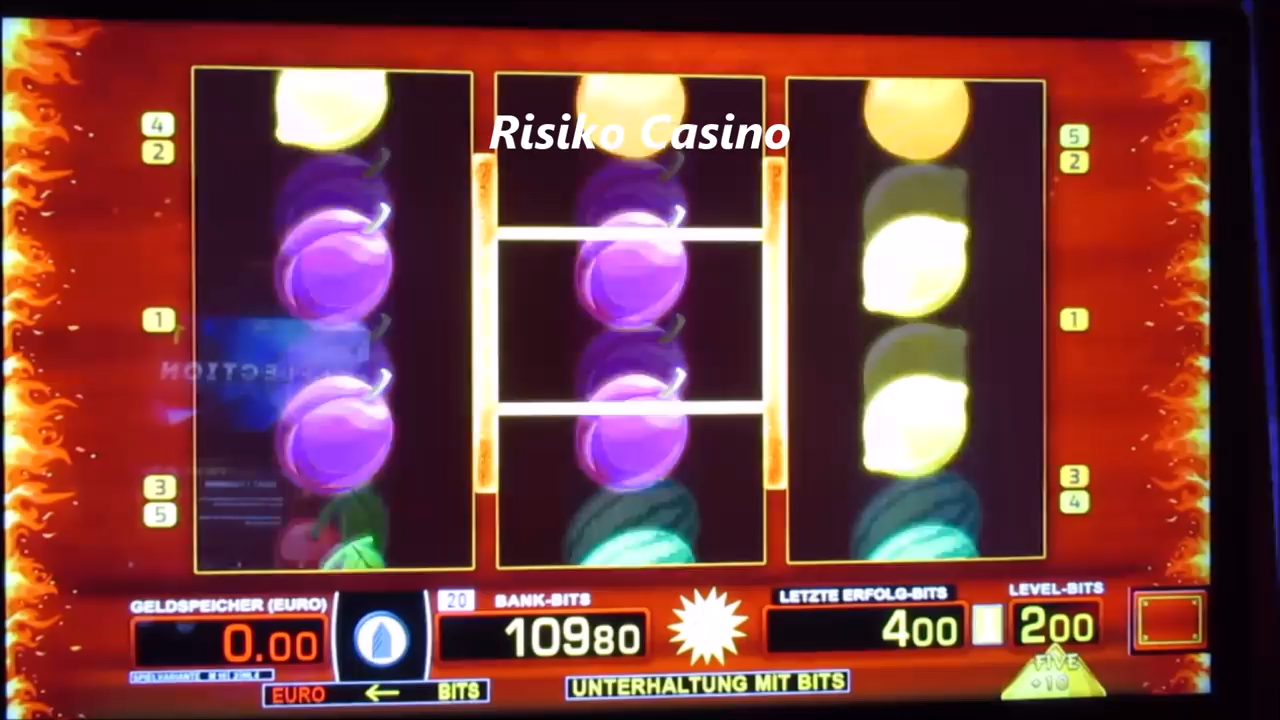 Risiko Casino
4
2
5
2
1
1
3
5
3
4
GELDSPEICHER (EURO)
20
BANK-BITS
LETZTE ERFOLG-BITS
LEVEL-BITS
0.00
10980
400
200
FIVE
+10
EURO ← BITS
UNTERHALTUNG MIT BITS